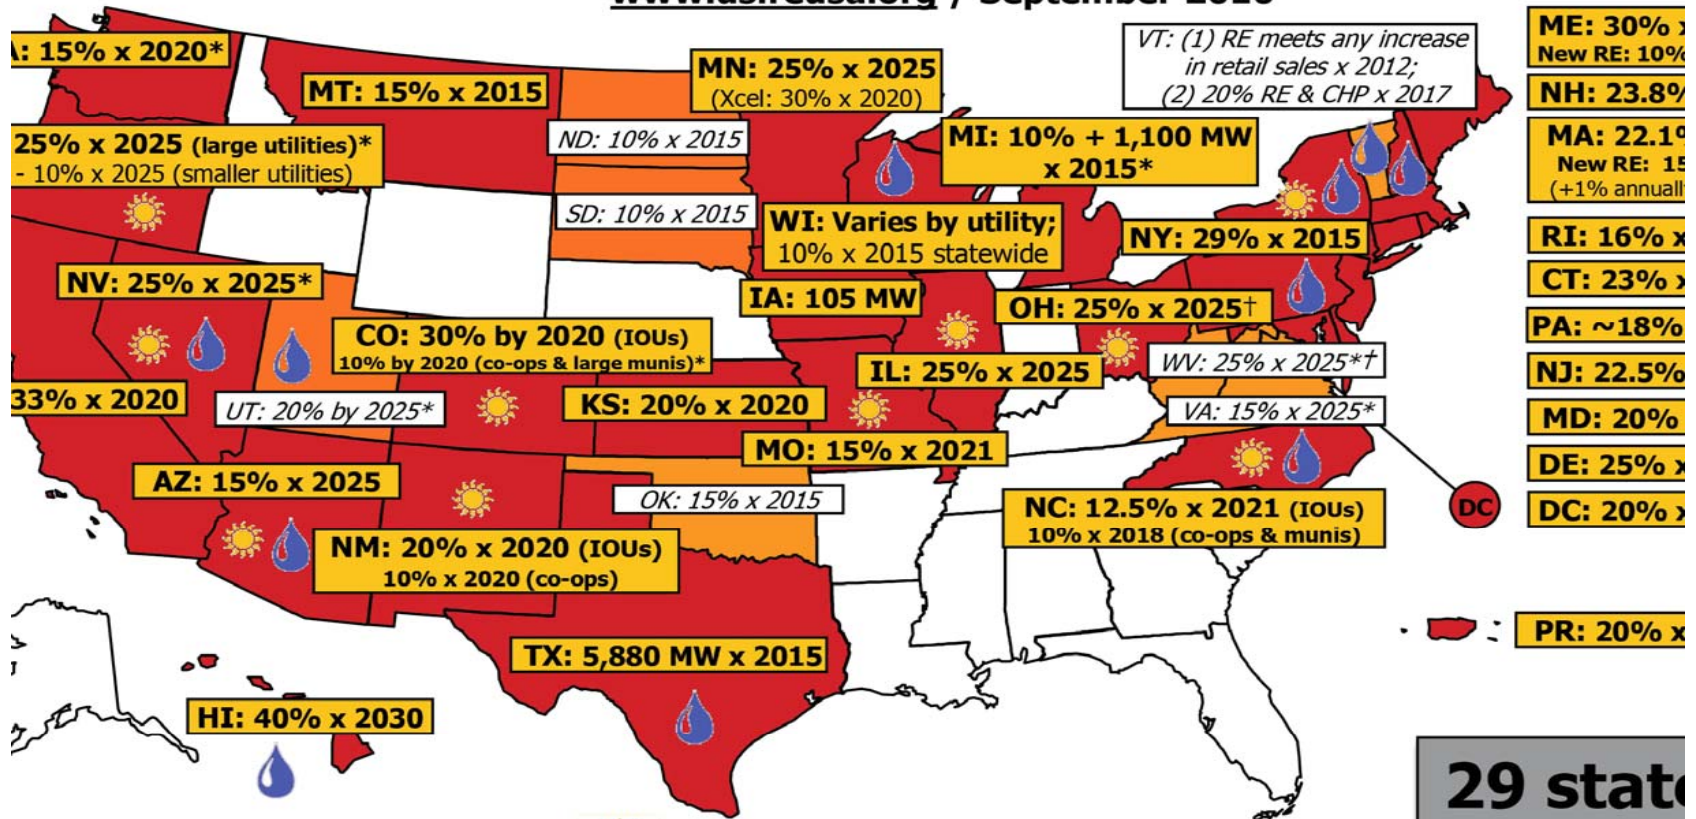 VT: (1) RE meets any increase
in retail sales x 2012;
(2) 20% RE & CHP x 2017
: 15% x 2020*
MT: 15% x 2015
MN: 25% x 2025
(Xcel: 30% x 2020)
ND: 10% x 2015
MI: 10% + 1,100 MW
x 2015*
25% x 2025 (large utilities)*
- 10% x 2025 (smaller utilities)
SD: 10% x 2015
WI: Varies by utility;
10% x 2015 statewide
NY: 29% x 2015
NV: 25% x 2025*
IA: 105 MW
OH: 25% x 2025†
CO: 30% by 2020 (IOUs)
10% by 2020 (co-ops & large munis)*
WV: 25% x 2025*†
IL: 25% x 2025
33% x 2020
UT: 20% by 2025*
KS: 20% x 2020
VA: 15% x 2025*
MO: 15% x 2021
AZ: 15% x 2025
OK: 15% x 2015
NC: 12.5% x 2021 (IOUs)
10% x 2018 (co-ops & munis)
DC
NM: 20% x 2020 (IOUs)
10% x 2020 (co-ops)
TX: 5,880 MW x 2015
HI: 40% x 2030
ME: 30% x
New RE: 10%
NH: 23.8%
MA: 22.1%
New RE: 15
(+1% annually
RI: 16% x
CT: 23% x
PA: ~18%
NJ: 22.5%
MD: 20%
DE: 25% x
DC: 20% x
PR: 20% x
29 state